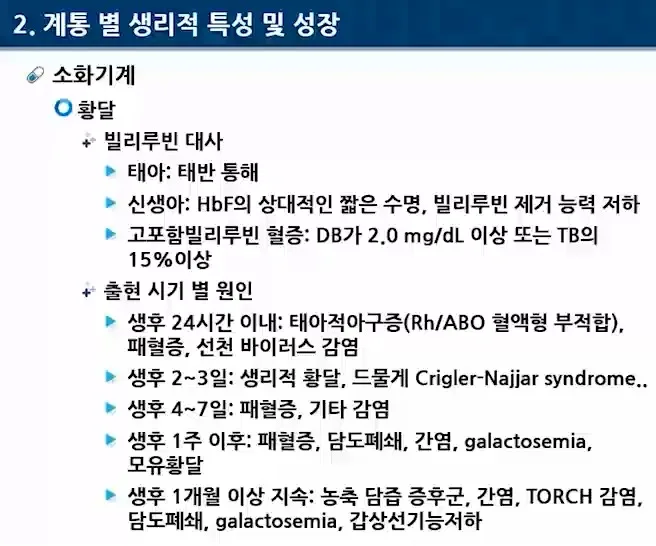 2. 계통 별 생리적 특성 및 성장
소화기계
황달
빌리루빈 대사
태아: 태반 통해
신생아: HbF의 상대적인 짧은 수명, 빌리루빈 제거 능력 저하
고포함빌리루빈 혈증: DB가 2.0 mg/dL 이상 또는 TB의
15%이상
출현 시기 별 원인
생후 24시간 이내: 태아적아구증(Rh/ABO 혈액형 부적합),
패혈증, 선천 바이러스 감염
생후 2~3일: 생리적 황달, 드물게 Crigler-Najjar syndrome..
생후 4~7일: 패혈증, 기타 감염
생후 1주 이후: 패혈증, 담도폐쇄, 간염, galactosemia,
모유황달
생후 1개월 이상 지속: 농축 담즙 증후군, 간염, TORCH 감염,
담도폐쇄, galactosemia, 갑상선기능저하